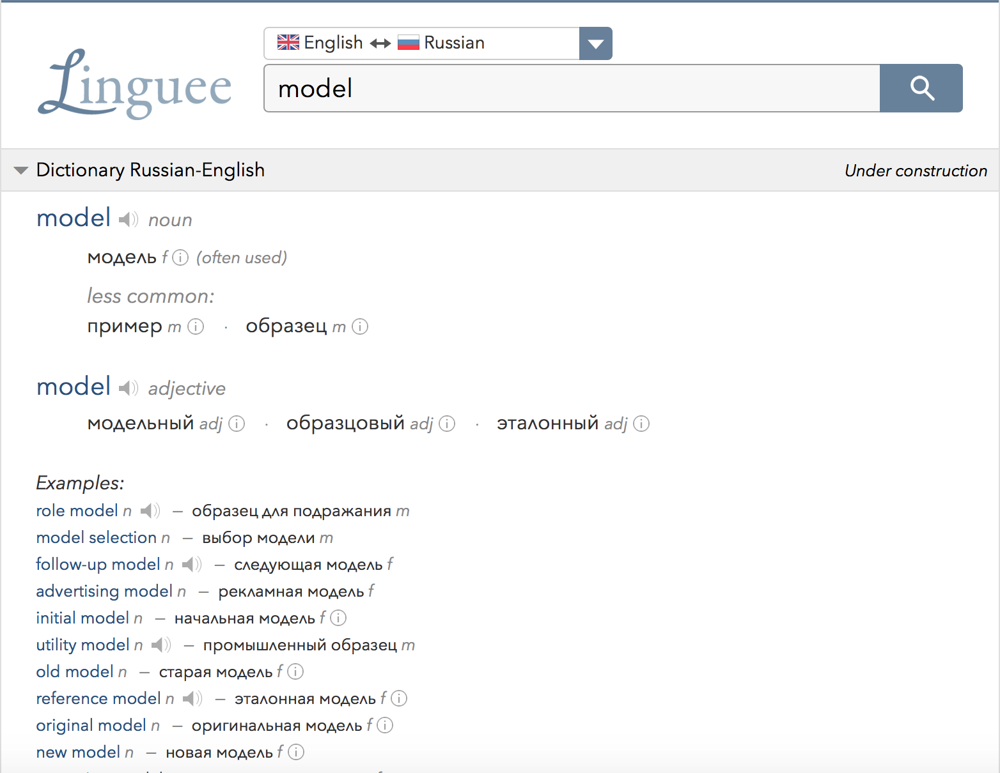 Linguee
English ↔ Russian
model
Dictionary Russian-English Under construction
model noun
модель f (often used)
less common:
пример m · образец m
model adjective
модельный adj · образцовый adj · эталонный adj
Examples:
role model n — образец для подражания m
model selection n — выбор модели m
follow-up model n — следующая модель f
advertising model n — рекламная модель f
initial model n — начальная модель f
utility model n — промышленный образец m
old model n — старая модель f
reference model n — эталонная модель f
original model n — оригинальная модель f
new model n — новая модель f